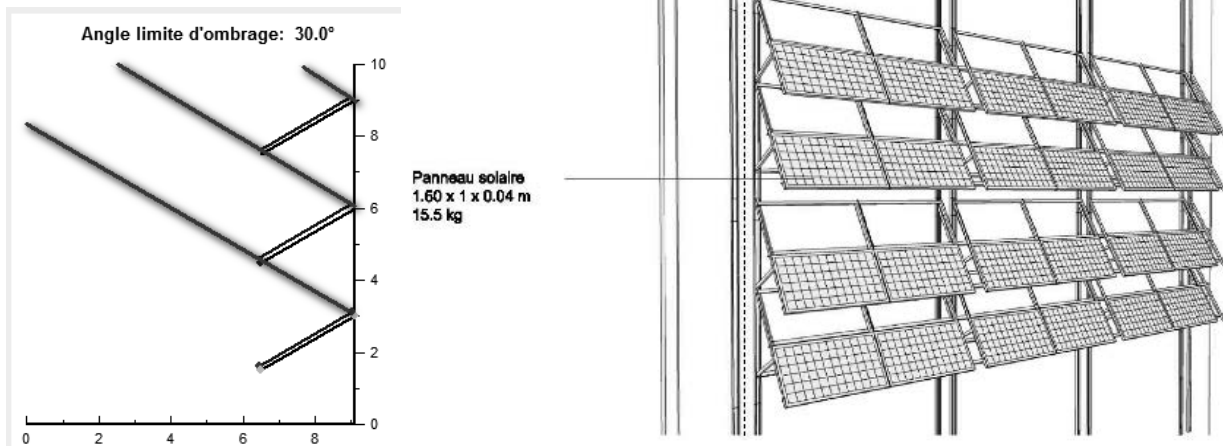 Angle limite d'ombrage: 30.0°
10
8
6
4
2
0
0 2 4 6 8
Panneau solaire
1.60 x 1 x 0.04 m
15.5 kg